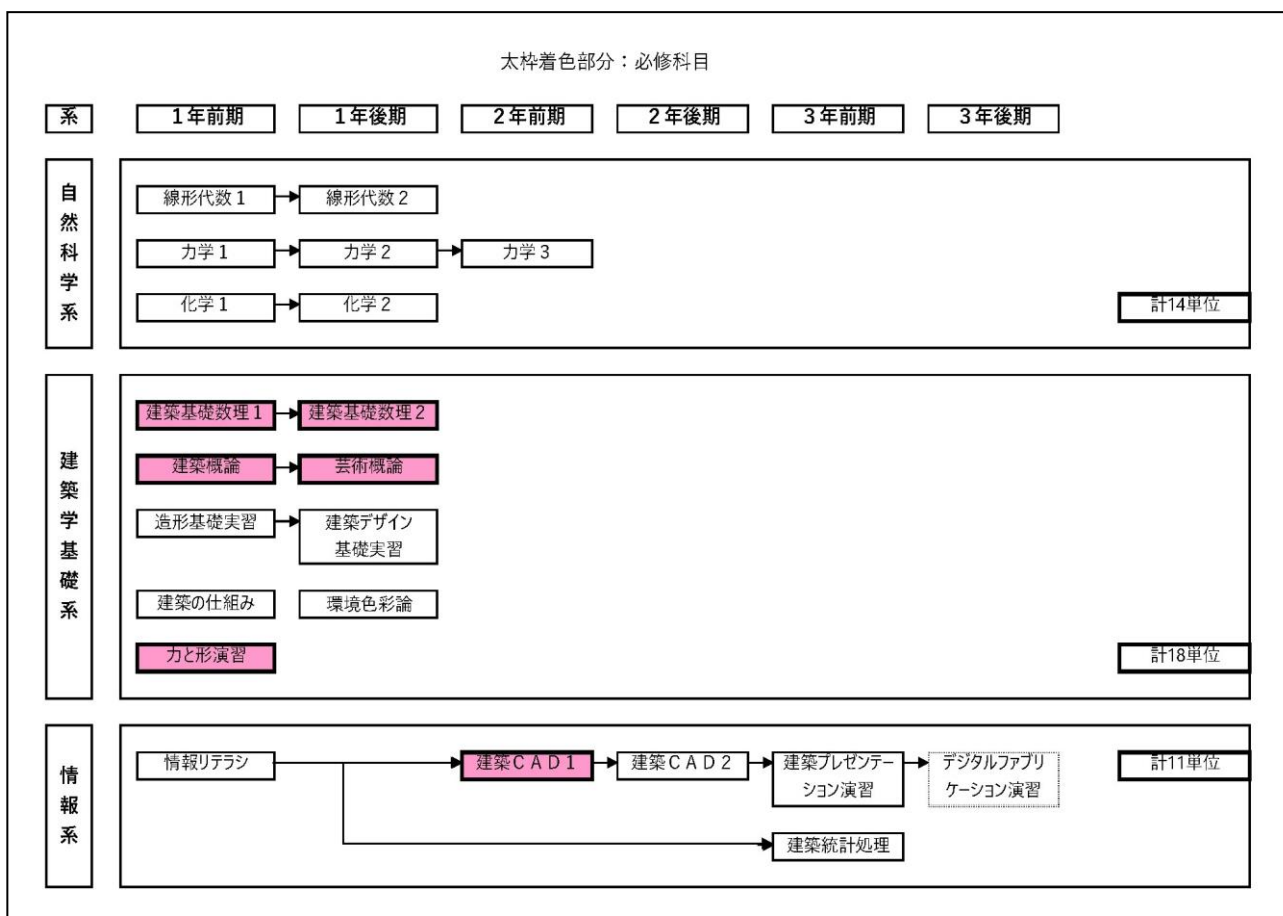 太枠着色部分：必修科目
系
1年前期
1年後期
2年前期
2年後期
3年前期
3年後期
自然科学系
線形代数1
線形代数2
力学1
力学2
力学3
化学1
化学2
計14単位
建築学基礎系
建築基礎数理1
建築基礎数理2
建築概論
芸術概論
造形基礎実習
建築デザイン
基礎実習
建築の仕組み
環境色彩論
力と形演習
計18単位
情報系
情報リテラシ
建築ＣＡＤ1
建築ＣＡＤ2
建築プレゼンテー
ション演習
デジタルファブリ
ケーション演習
計11単位
建築統計処理